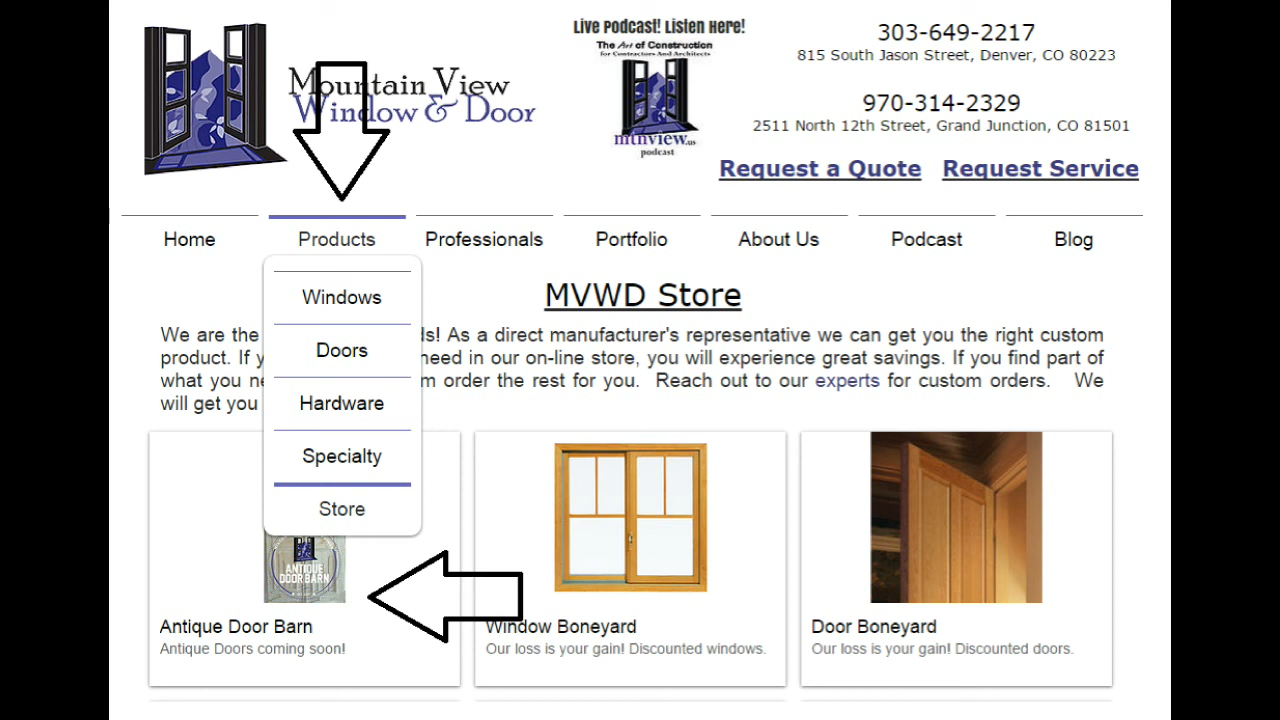 Live Podcast! Listen Here!
The Art of Construction
for Contractors And Architects
mtnview.us
podcast
Mountain View
Window & Door
303-649-2217
815 South Jason Street, Denver, CO 80223
970-314-2329
2511 North 12th Street, Grand Junction, CO 81501
Request a Quote Request Service
Home Products Professionals Portfolio About Us Podcast Blog
Windows
Doors
Hardware
Specialty
Store
MVWD Store
We are the ds! As a direct manufacturer's representative we can get you the right custom
product. If y need in our on-line store, you will experience great savings. If you find part of
what you ne m order the rest for you. Reach out to our experts for custom orders. We
will get you
ANTIQUE
DOOR BARN
Antique Door Barn
Antique Doors coming soon!
Window Boneyard
Our loss is your gain! Discounted windows.
Door Boneyard
Our loss is your gain! Discounted doors.